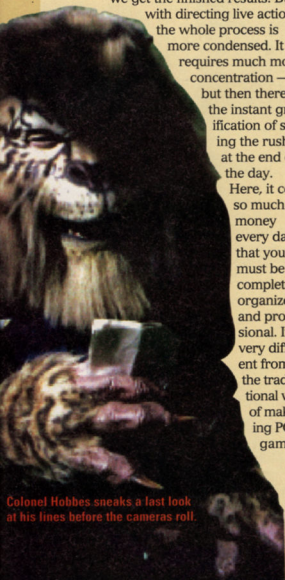 we get the finished results. B
with directing live actio
the whole process is
more condensed. It
requires much mo
concentration —
but then there
the instant gr
ification of s
ing the rush
at the end
the day.
Here, it co
so much
money
every da
that you
must be
complet
organize
and pro
sional. I
very dif
ent from
the trad
tional v
of mak
ing PC
gam
Colonel Hobbes sneaks a last look
at his lines before the cameras roll.